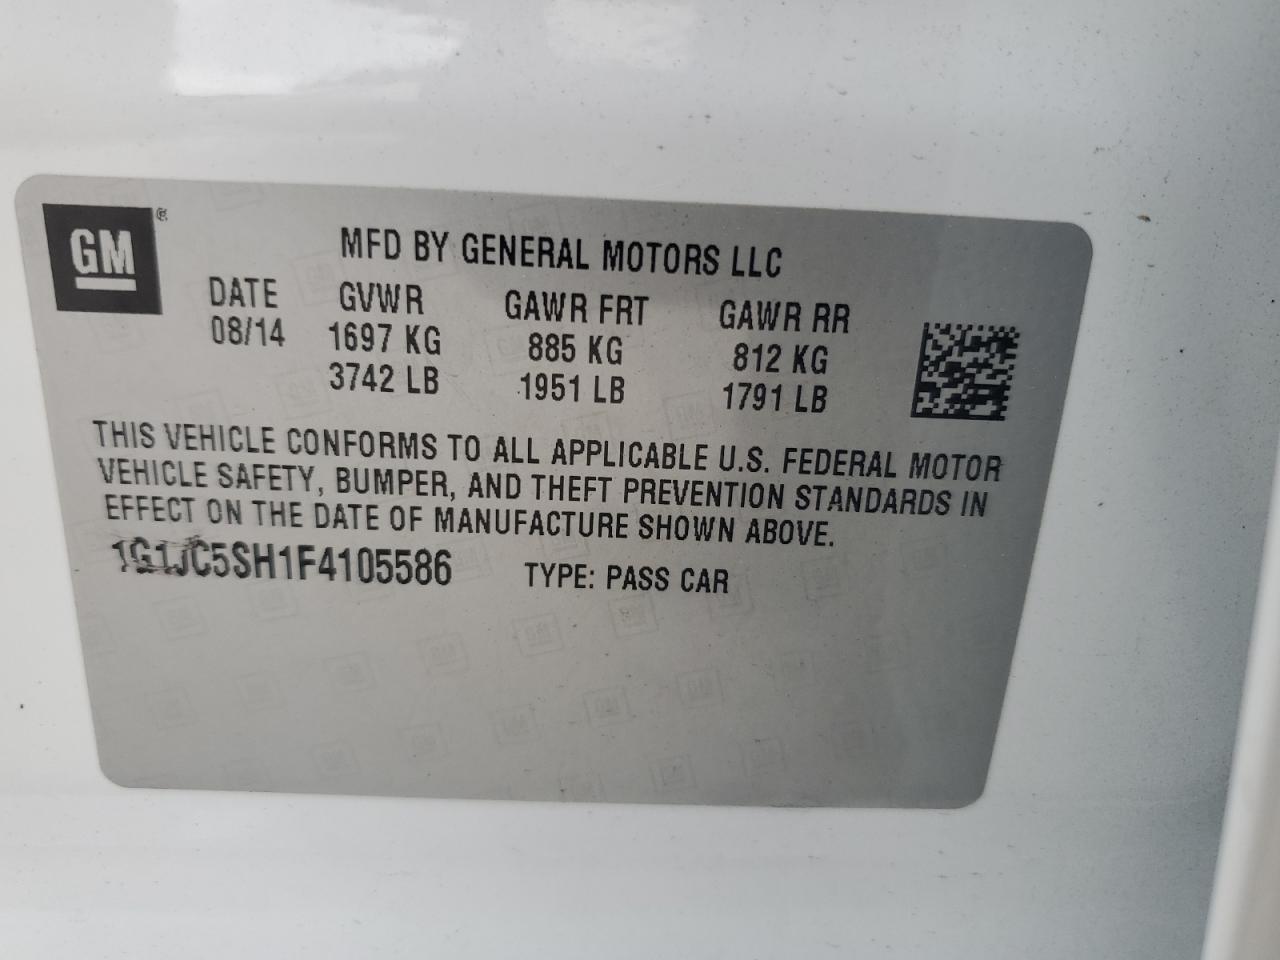 GM ®
MFD BY GENERAL MOTORS LLC
DATE GVWR GAWR FRT GAWR RR
08/14 1697 KG 885 KG 812 KG
3742 LB 1951 LB 1791 LB
THIS VEHICLE CONFORMS TO ALL APPLICABLE U.S. FEDERAL MOTOR
VEHICLE SAFETY, BUMPER, AND THEFT PREVENTION STANDARDS IN
EFFECT ON THE DATE OF MANUFACTURE SHOWN ABOVE.
1G1JC5SH1F4105586 TYPE: PASS CAR